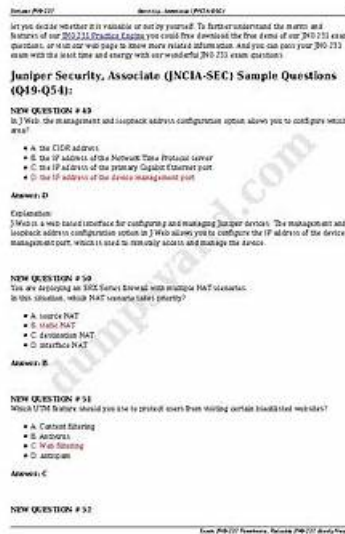 let you decide whether it is valuable or not by yourself. To further understand the merits and
features of our JN0-231 Practice Engine you could free download the free demo of our JN0-231 exam
questions, or visit our web page to know more related information. And you can pass your JN0-231
exam with the least time and energy with our wonderful JN0-231 exam questions.
Juniper Security, Associate (JNCIA-SEC) Sample Questions
(Q49-Q54):
NEW QUESTION # 49
In J-Web, the management and loopback address configuration option allows you to configure which
area?
A. the CIDR address
B. the IP address of the Network Time Protocol server
C. the IP address of the primary Gigabit Ethernet port
D. the IP address of the device management port
Answer: D
Explanation:
J-Web is a web-based interface for configuring and managing Juniper devices. The management and
loopback address configuration option in J-Web allows you to configure the IP address of the device
management port, which is used to remotely access and manage the device.
NEW QUESTION # 50
You are deploying an SRX Series firewall with multiple NAT scenarios.
In this situation, which NAT scenario takes priority?
A. source NAT
B. static NAT
C. destination NAT
D. interface NAT
Answer: B
NEW QUESTION # 51
Which UTM feature should you use to protect users from visiting certain blacklisted websites?
A. Content filtering
B. Antivirus
C. Web filtering
D. antispam
Answer: C
NEW QUESTION # 52